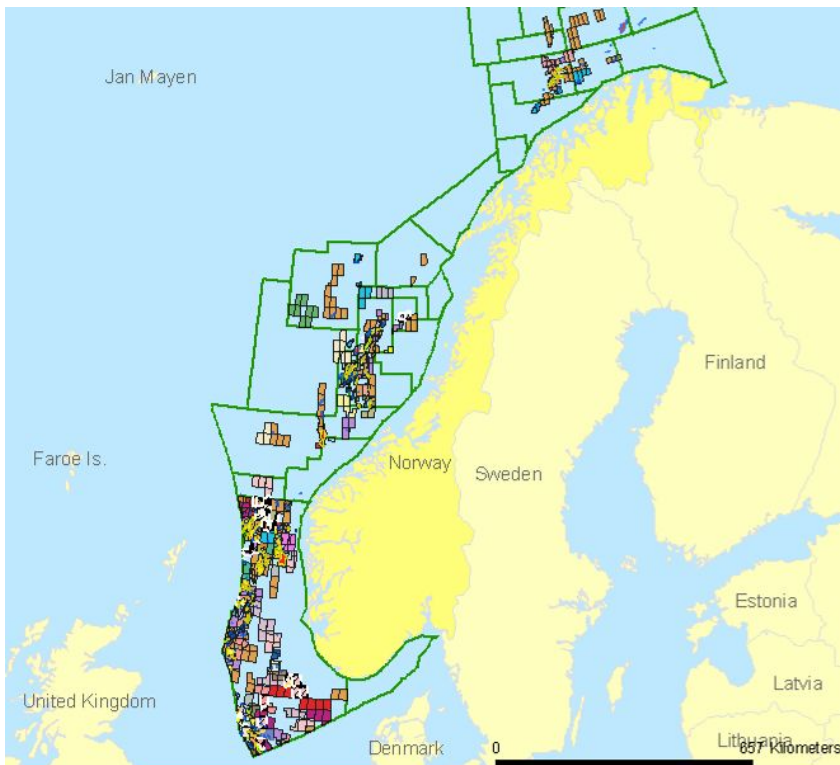 Jan Mayen
Finland
Faroe Is.
Norway
Sweden
Estonia
Latvia
United Kingdom
Denmark
Lithuania
0
657 Kilometers